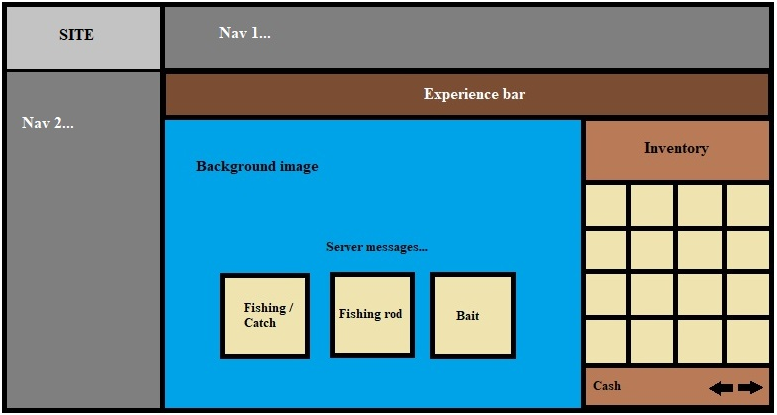 SITE
Nav 1...
Experience bar
Nav 2...
Background image
Inventory
Server messages...
Fishing /
Catch
Fishing rod
Bait
Cash